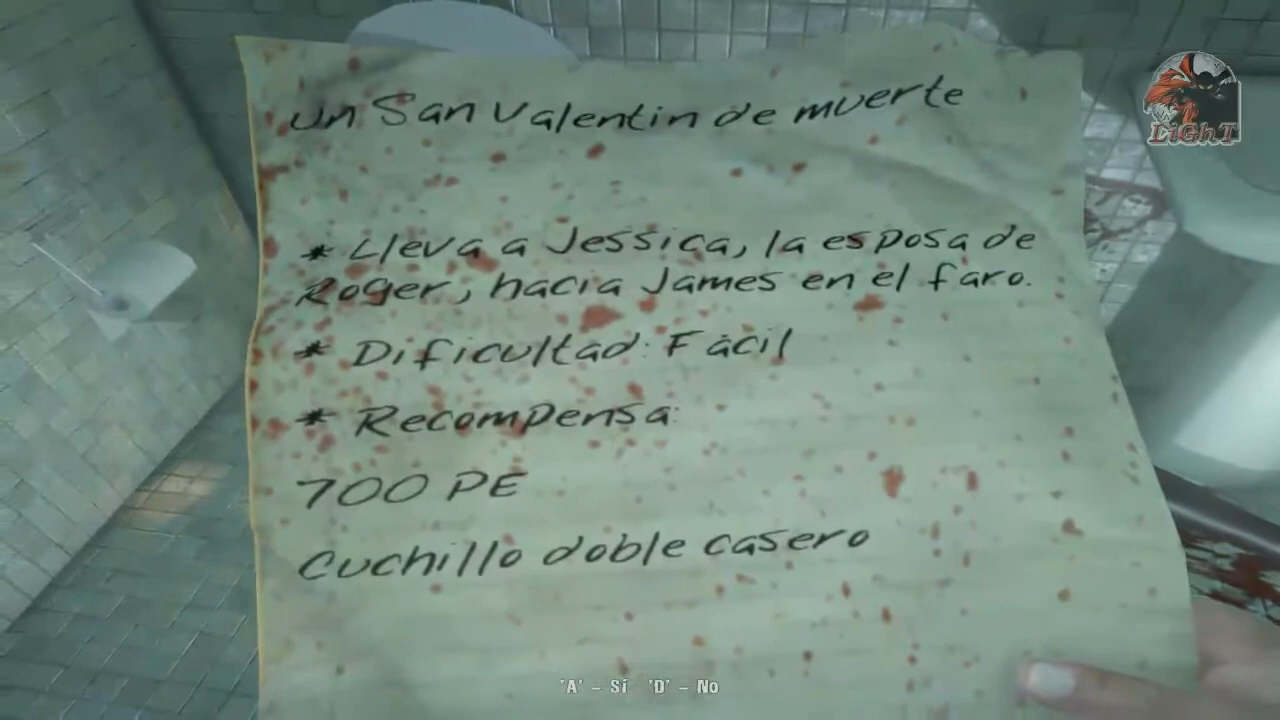 Un San Valentin de muerte
* Lleva a Jessica, la esposa de
Roger, hacia James en el faro.
* Dificultad: Fácil
* Recompensa:
700 PE
Cuchillo doble casero
'A' - Sí 'D' - No
LiGhT